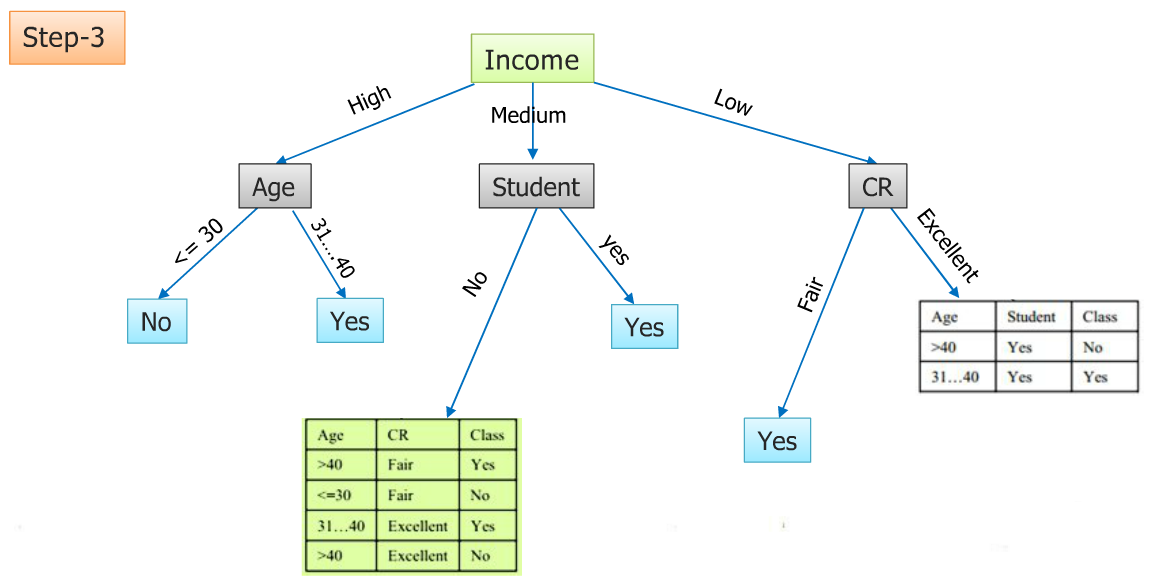 Step-3
Income
High
Medium
Low
Age
Student
CR
<= 30
31....40
No
yes
Fair
Excellent
No
Yes
Yes
Age Student Class
>40 Yes No
31...40 Yes Yes
Yes
Age CR Class
>40 Fair Yes
<=30 Fair No
31...40 Excellent Yes
>40 Excellent No